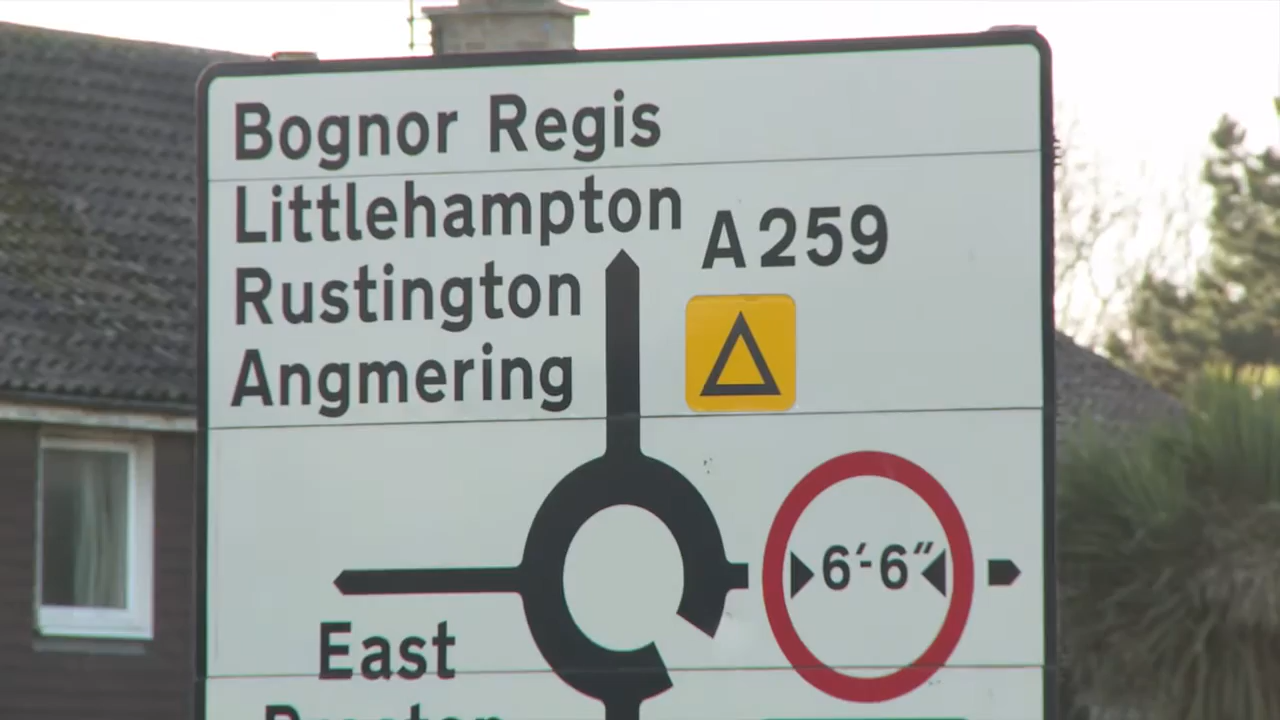 Bognor Regis
Littlehampton
A259
Rustington
Angmering
6'-6"
East